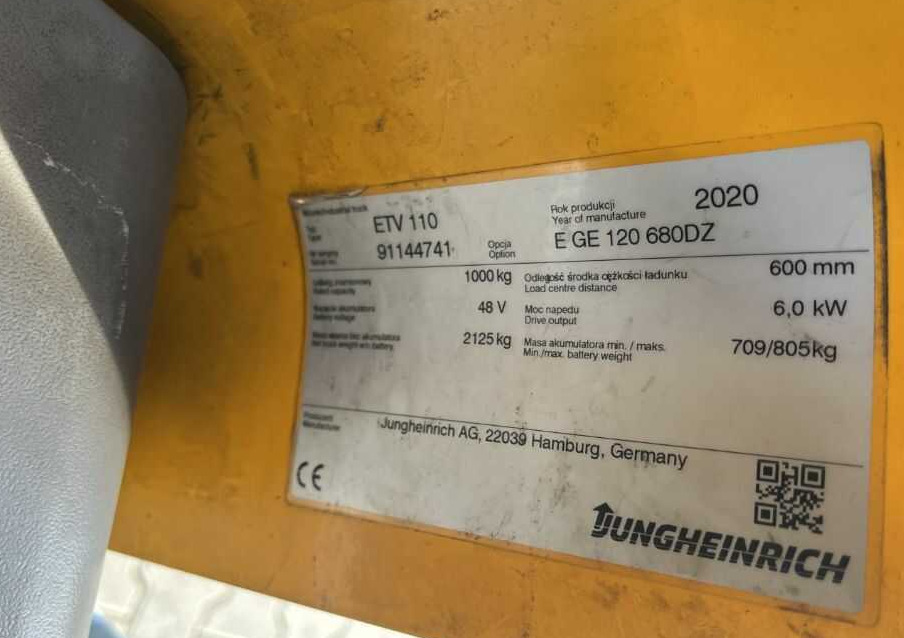 ETV 110
Rok produkcji
Year of manufacture
2020
91144741
Opcja
Option
E GE 120 680DZ
1000 kg
Odległość środka ciężkości ładunku
Load centre distance
600 mm
48 V
Moc napędu
Drive output
6,0 kW
2125 kg
Masa akumulatora min. / maks.
Min./max. battery weight
709/805kg
Jungheinrich AG, 22039 Hamburg, Germany
CE
JUNGHEINRICH